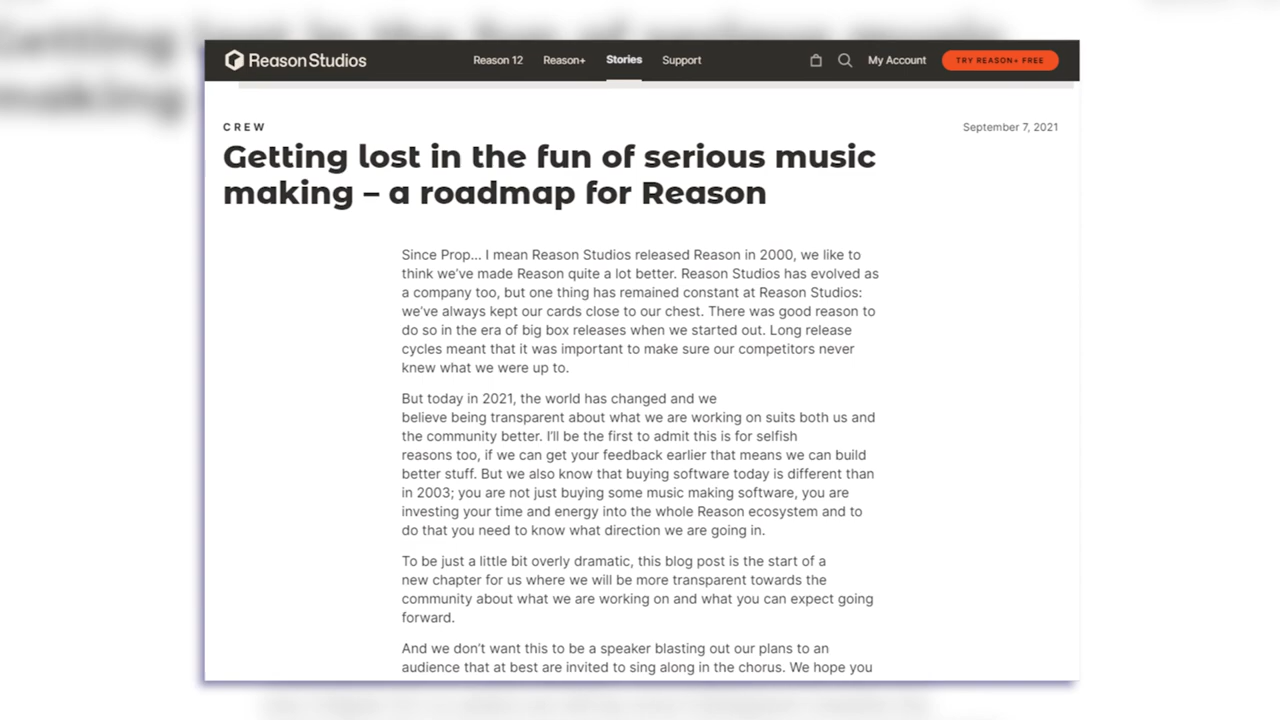 Getting lost in the fun of serious music
making
ReasonStudios
Reason 12
Reason+
Stories
Support
My Account
TRY REASON+ FREE
CREW
September 7, 2021
Getting lost in the fun of serious music
making – a roadmap for Reason
Since Prop... I mean Reason Studios released Reason in 2000, we like to
think we've made Reason quite a lot better. Reason Studios has evolved as
a company too, but one thing has remained constant at Reason Studios:
we've always kept our cards close to our chest. There was good reason to
do so in the era of big box releases when we started out. Long release
cycles meant that it was important to make sure our competitors never
knew what we were up to.
But today in 2021, the world has changed and we
believe being transparent about what we are working on suits both us and
the community better. I'll be the first to admit this is for selfish
reasons too, if we can get your feedback earlier that means we can build
better stuff. But we also know that buying software today is different than
in 2003; you are not just buying some music making software, you are
investing your time and energy into the whole Reason ecosystem and to
do that you need to know what direction we are going in.
To be just a little bit overly dramatic, this blog post is the start of a
new chapter for us where we will be more transparent towards the
community about what we are working on and what you can expect going
forward.
And we don't want this to be a speaker blasting out our plans to an
audience that at best are invited to sing along in the chorus. We hope you